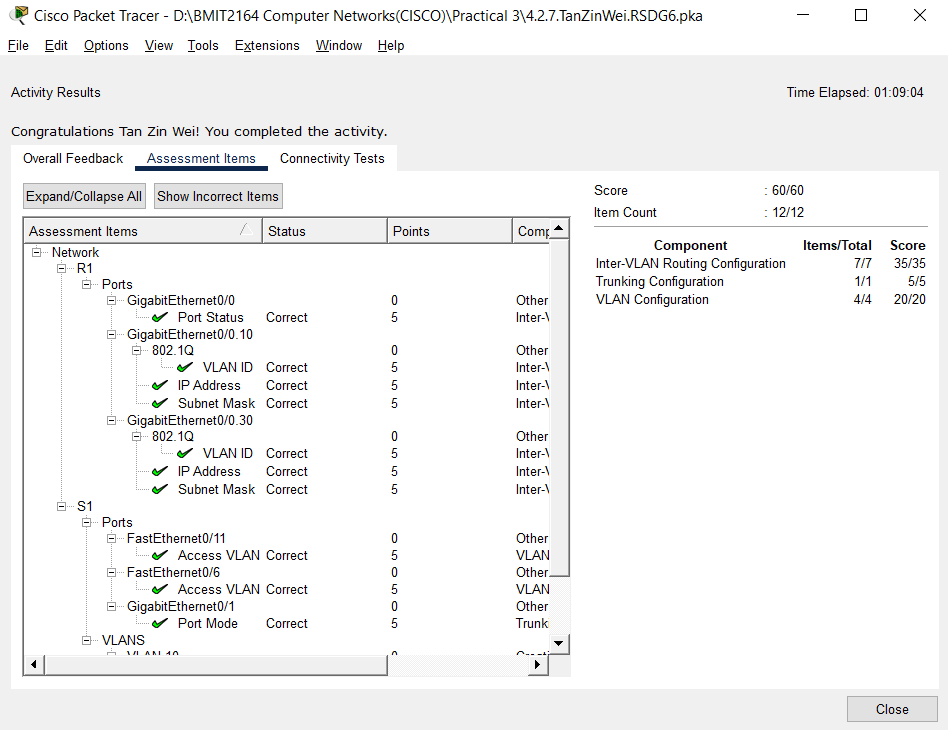 Cisco Packet Tracer - D:\BMIT2164 Computer Networks(CISCO)\Practical 3\4.2.7.TanZinWei.RSDG6.pka
File Edit Options View Tools Extensions Window Help
Activity Results Time Elapsed: 01:09:04
Congratulations Tan Zin Wei! You completed the activity.
Overall Feedback Assessment Items Connectivity Tests
Expand/Collapse All Show Incorrect Items
Assessment Items Status Points Comp
Network
R1
Ports
GigabitEthernet0/0 0 Other
Port Status Correct 5 Inter-V
GigabitEthernet0/0.10
802.1Q 0 Other
VLAN ID Correct 5 Inter-V
IP Address Correct 5 Inter-V
Subnet Mask Correct 5 Inter-V
GigabitEthernet0/0.30
802.1Q 0 Other
VLAN ID Correct 5 Inter-V
IP Address Correct 5 Inter-V
Subnet Mask Correct 5 Inter-V
S1
Ports
FastEthernet0/11 0 Other
Access VLAN Correct 5 VLAN
FastEthernet0/6 0 Other
Access VLAN Correct 5 VLAN
GigabitEthernet0/1 0 Other
Port Mode Correct 5 Trunk
VLANS
VLAN 10 0
Score : 60/60
Item Count : 12/12
Component Items/Total Score
Inter-VLAN Routing Configuration 7/7 35/35
Trunking Configuration 1/1 5/5
VLAN Configuration 4/4 20/20
Close